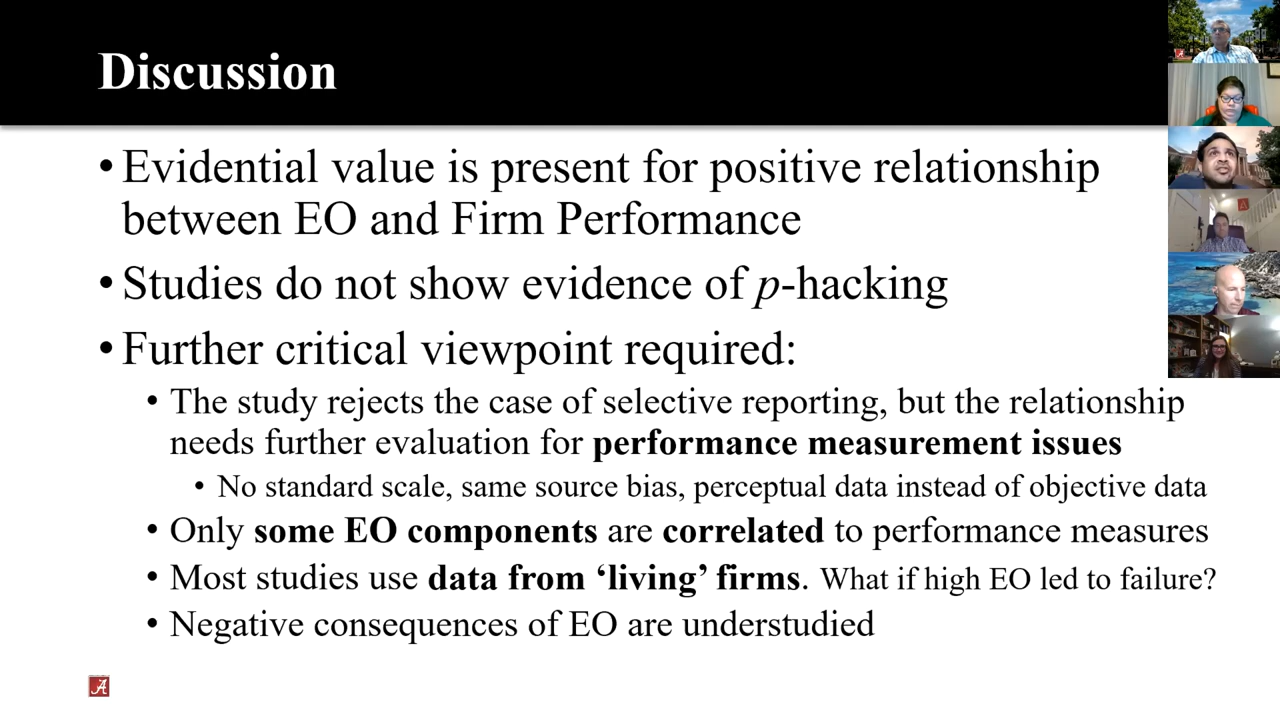 Discussion
• Evidential value is present for positive relationship
between EO and Firm Performance
• Studies do not show evidence of p-hacking
• Further critical viewpoint required:
• The study rejects the case of selective reporting, but the relationship
needs further evaluation for performance measurement issues
• No standard scale, same source bias, perceptual data instead of objective data
• Only some EO components are correlated to performance measures
• Most studies use data from ‘living’ firms. What if high EO led to failure?
• Negative consequences of EO are understudied
A